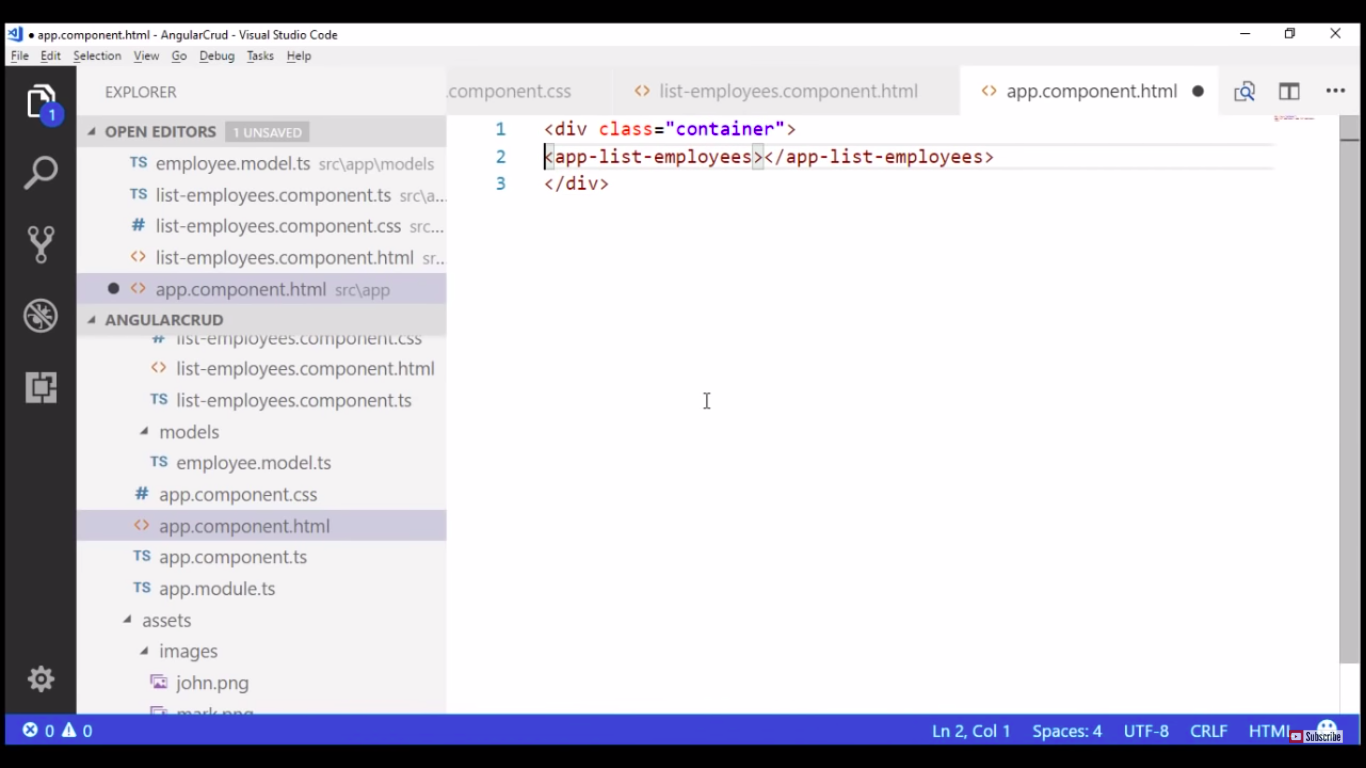 app.component.html - AngularCrud - Visual Studio Code
File Edit Selection View Go Debug Tasks Help
EXPLORER
.component.css
list-employees.component.html
app.component.html
1
OPEN EDITORS 1 UNSAVED
TS employee.model.ts src\app\models
TS list-employees.component.ts src\a...
# list-employees.component.css src...
<> list-employees.component.html sr...
<> app.component.html src\app
ANGULARCRUD
# list-employees.component.css
<> list-employees.component.html
TS list-employees.component.ts
models
TS employee.model.ts
# app.component.css
<> app.component.html
TS app.component.ts
TS app.module.ts
assets
images
john.png
mark.png
1 <div class="container">
2 <app-list-employees></app-list-employees>
3 </div>
0 0 Ln 2, Col 1 Spaces: 4 UTF-8 CRLF HTML
Subscribe